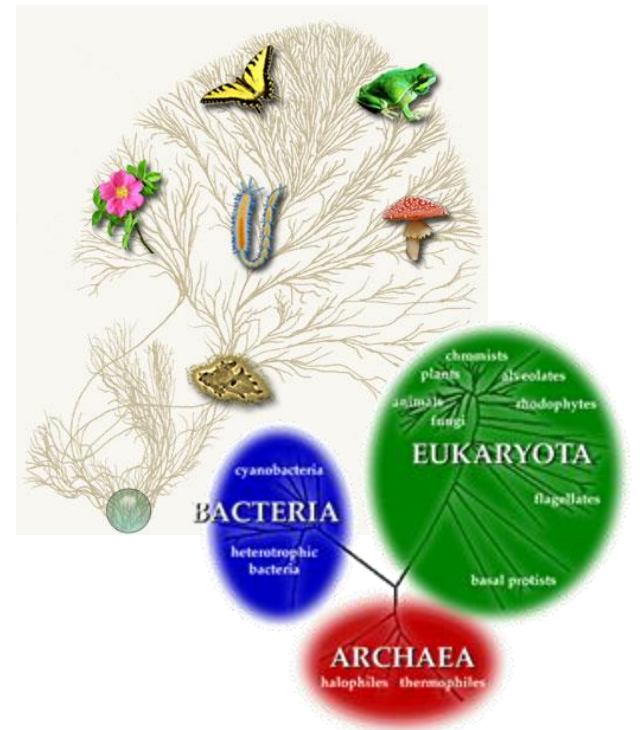 chromists
plants
alveolates
animals
rhodophytes
fungi
EUKARYOTA
flagellates
basal protists
cyanobacteria
BACTERIA
heterotrophic
bacteria
ARCHAEA
halophiles thermophiles